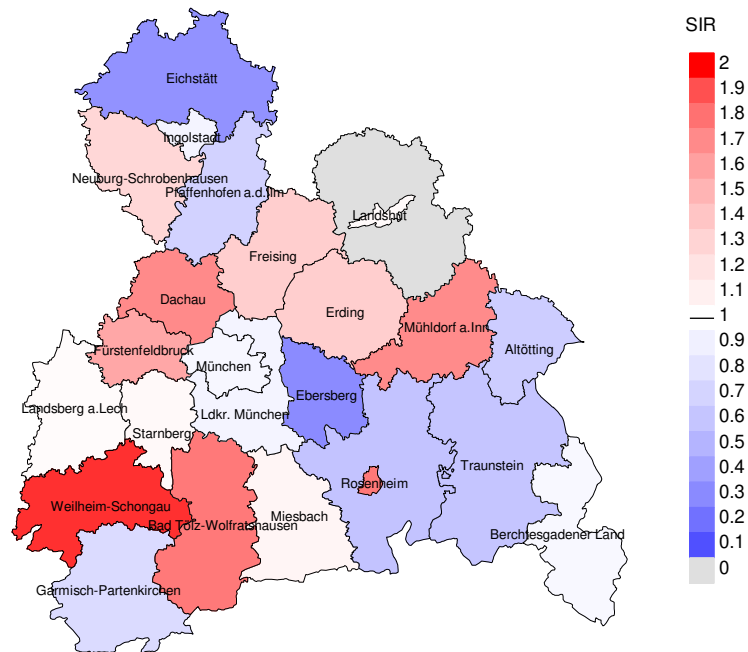 SIR
Eichstätt
Ingolstadt
Neuburg-Schrobenhausen
Pfaffenhofen a.d.Ilm
Landshut
Freising
Dachau
Erding
Mühldorf a.Inn
Altötting
Fürstenfeldbruck
München
Ebersberg
Landsberg a.Lech
Ldkr. München
Starnberg
Traunstein
Rosenheim
Weilheim-Schongau
Miesbach
Bad Tölz-Wolfratshausen
Berchtesgadener Land
Garmisch-Partenkirchen
2
1.9
1.8
1.7
1.6
1.5
1.4
1.3
1.2
1.1
1
0.9
0.8
0.7
0.6
0.5
0.4
0.3
0.2
0.1
0